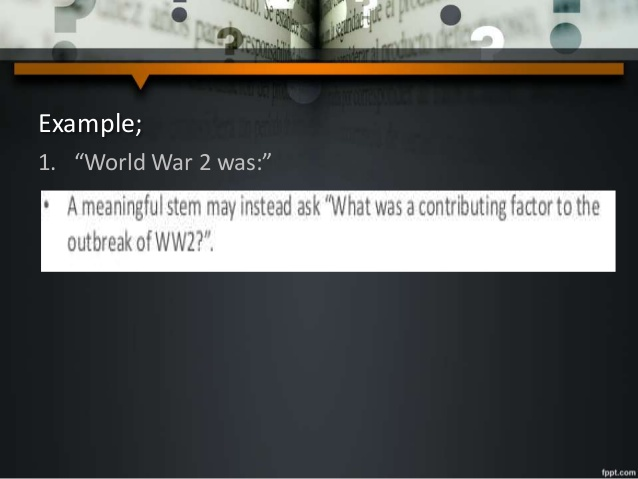 Example;
1. “World War 2 was:”
• A meaningful stem may instead ask “What was a contributing factor to the
outbreak of WW2?”.
fppt.com